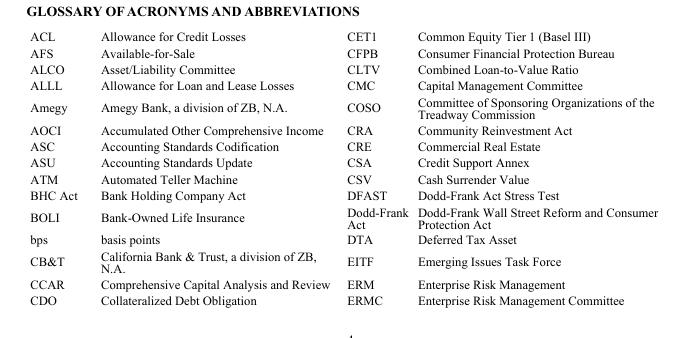 GLOSSARY OF ACRONYMS AND ABBREVIATIONS
ACL Allowance for Credit Losses CET1 Common Equity Tier 1 (Basel III)
AFS Available-for-Sale CFPB Consumer Financial Protection Bureau
ALCO Asset/Liability Committee CLTV Combined Loan-to-Value Ratio
ALLL Allowance for Loan and Lease Losses CMC Capital Management Committee
Amegy Amegy Bank, a division of ZB, N.A. COSO Committee of Sponsoring Organizations of the
Treadway Commission
AOCI Accumulated Other Comprehensive Income CRA Community Reinvestment Act
ASC Accounting Standards Codification CRE Commercial Real Estate
ASU Accounting Standards Update CSA Credit Support Annex
ATM Automated Teller Machine CSV Cash Surrender Value
BHC Act Bank Holding Company Act DFAST Dodd-Frank Act Stress Test
BOLI Bank-Owned Life Insurance Dodd-Frank Dodd-Frank Wall Street Reform and Consumer
Act Protection Act
bps basis points DTA Deferred Tax Asset
CB&T California Bank & Trust, a division of ZB, EITF Emerging Issues Task Force
N.A.
CCAR Comprehensive Capital Analysis and Review ERM Enterprise Risk Management
CDO Collateralized Debt Obligation ERMC Enterprise Risk Management Committee